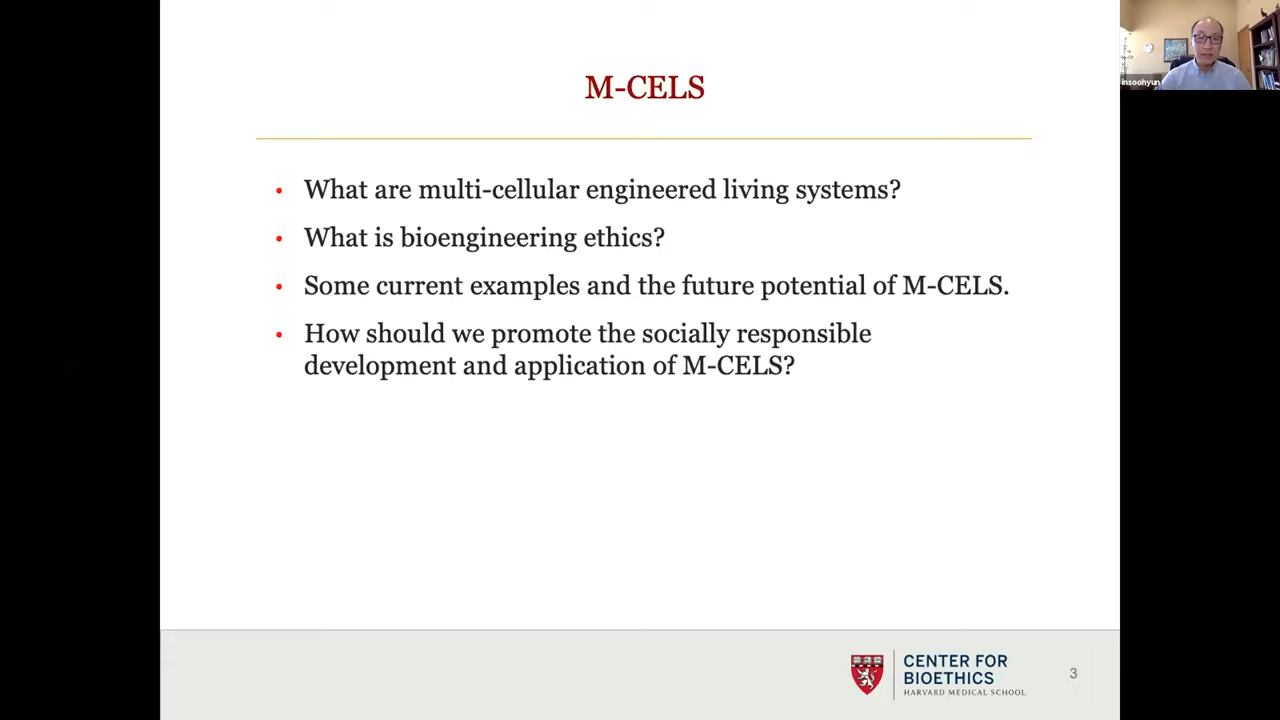 M-CELS
insoohyun
• What are multi-cellular engineered living systems?
• What is bioengineering ethics?
• Some current examples and the future potential of M-CELS.
• How should we promote the socially responsible
development and application of M-CELS?
CENTER FOR
BIOETHICS
HARVARD MEDICAL SCHOOL
3